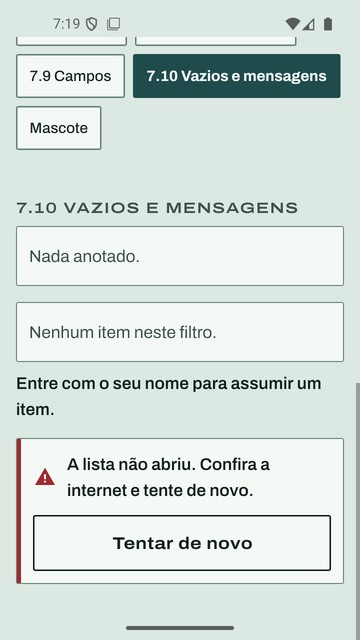 7:19
7.9 Campos
7.10 Vazios e mensagens
Mascote
7.10 VAZIOS E MENSAGENS
Nada anotado.
Nenhum item neste filtro.
Entre com o seu nome para assumir um
item.
A lista não abriu. Confira a
internet e tente de novo.
Tentar de novo